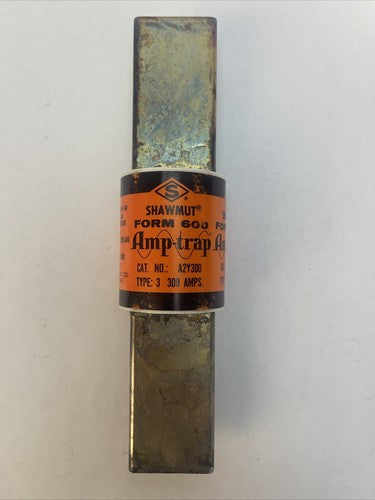 S
SHAWMUT®
FORM 600
Amp-trap
CAT. NO.: A2Y300
TYPE: 3 300 AMPS.